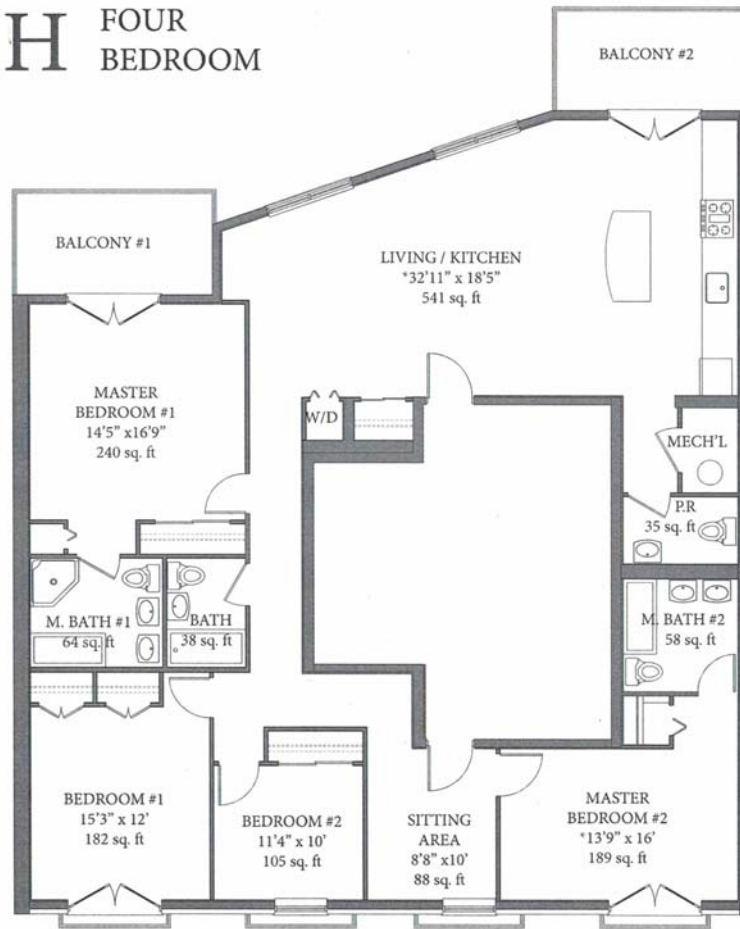 H FOUR
BEDROOM
BALCONY #2
BALCONY #1
LIVING / KITCHEN
*32'11” x 18'5”
541 sq. ft
MASTER
BEDROOM #1
14'5” x16'9”
240 sq. ft
W/D
MECH'L
P.R
35 sq. ft
M. BATH #1
64 sq. ft
BATH
38 sq. ft
M. BATH #2
58 sq. ft
BEDROOM #1
15'3” x 12'
182 sq. ft
BEDROOM #2
11'4” x 10'
105 sq. ft
SITTING
AREA
8'8” x10'
88 sq. ft
MASTER
BEDROOM #2
*13'9” x 16'
189 sq. ft